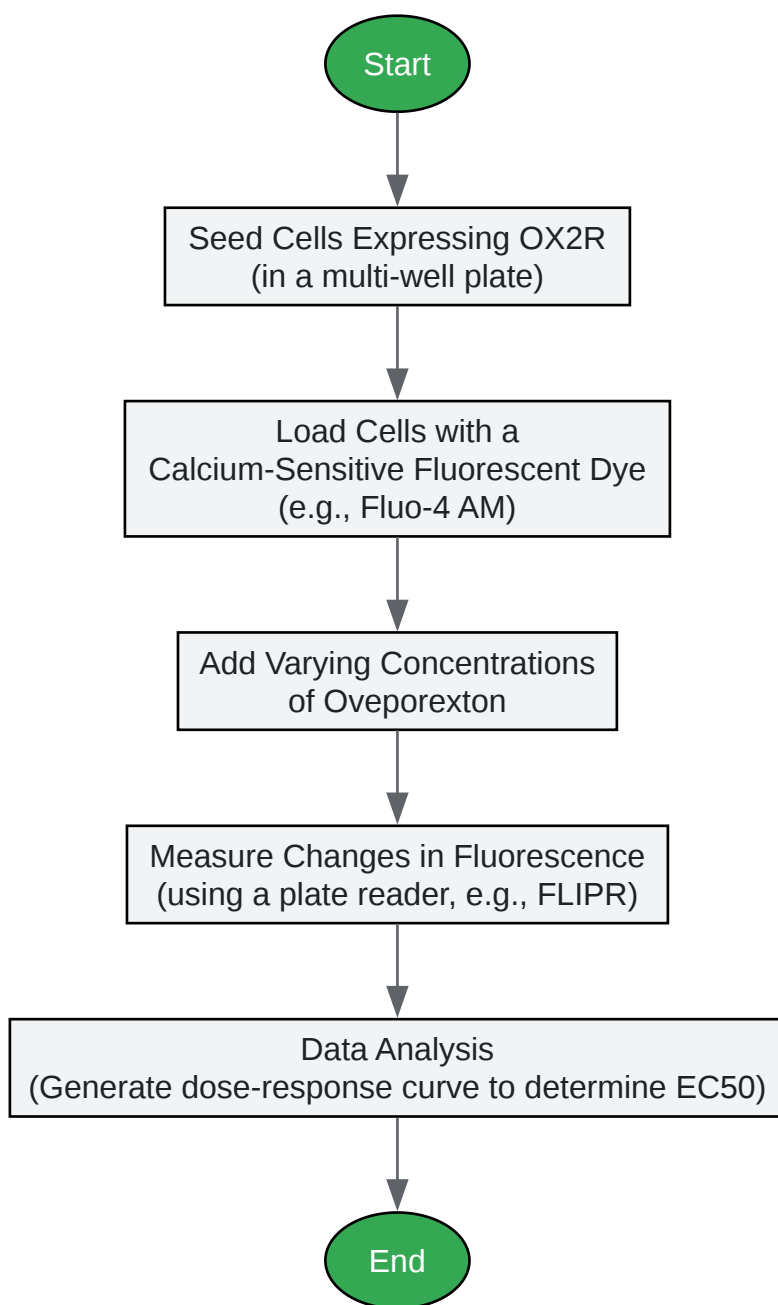 Start
Seed Cells Expressing OX2R
(in a multi-well plate)
Load Cells with a
Calcium-Sensitive Fluorescent Dye
(e.g., Fluo-4 AM)
Add Varying Concentrations
of Oveporexton
Measure Changes in Fluorescence
(using a plate reader, e.g., FLIPR)
Data Analysis
(Generate dose-response curve to determine EC50)
End